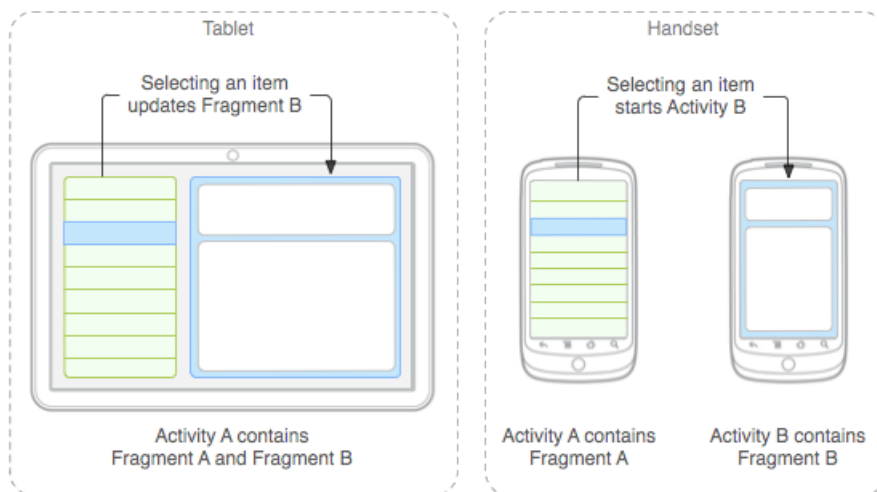 Tablet
Selecting an item
updates Fragment B
Activity A contains
Fragment A and Fragment B
Handset
Selecting an item
starts Activity B
Activity A contains
Fragment A
Activity B contains
Fragment B